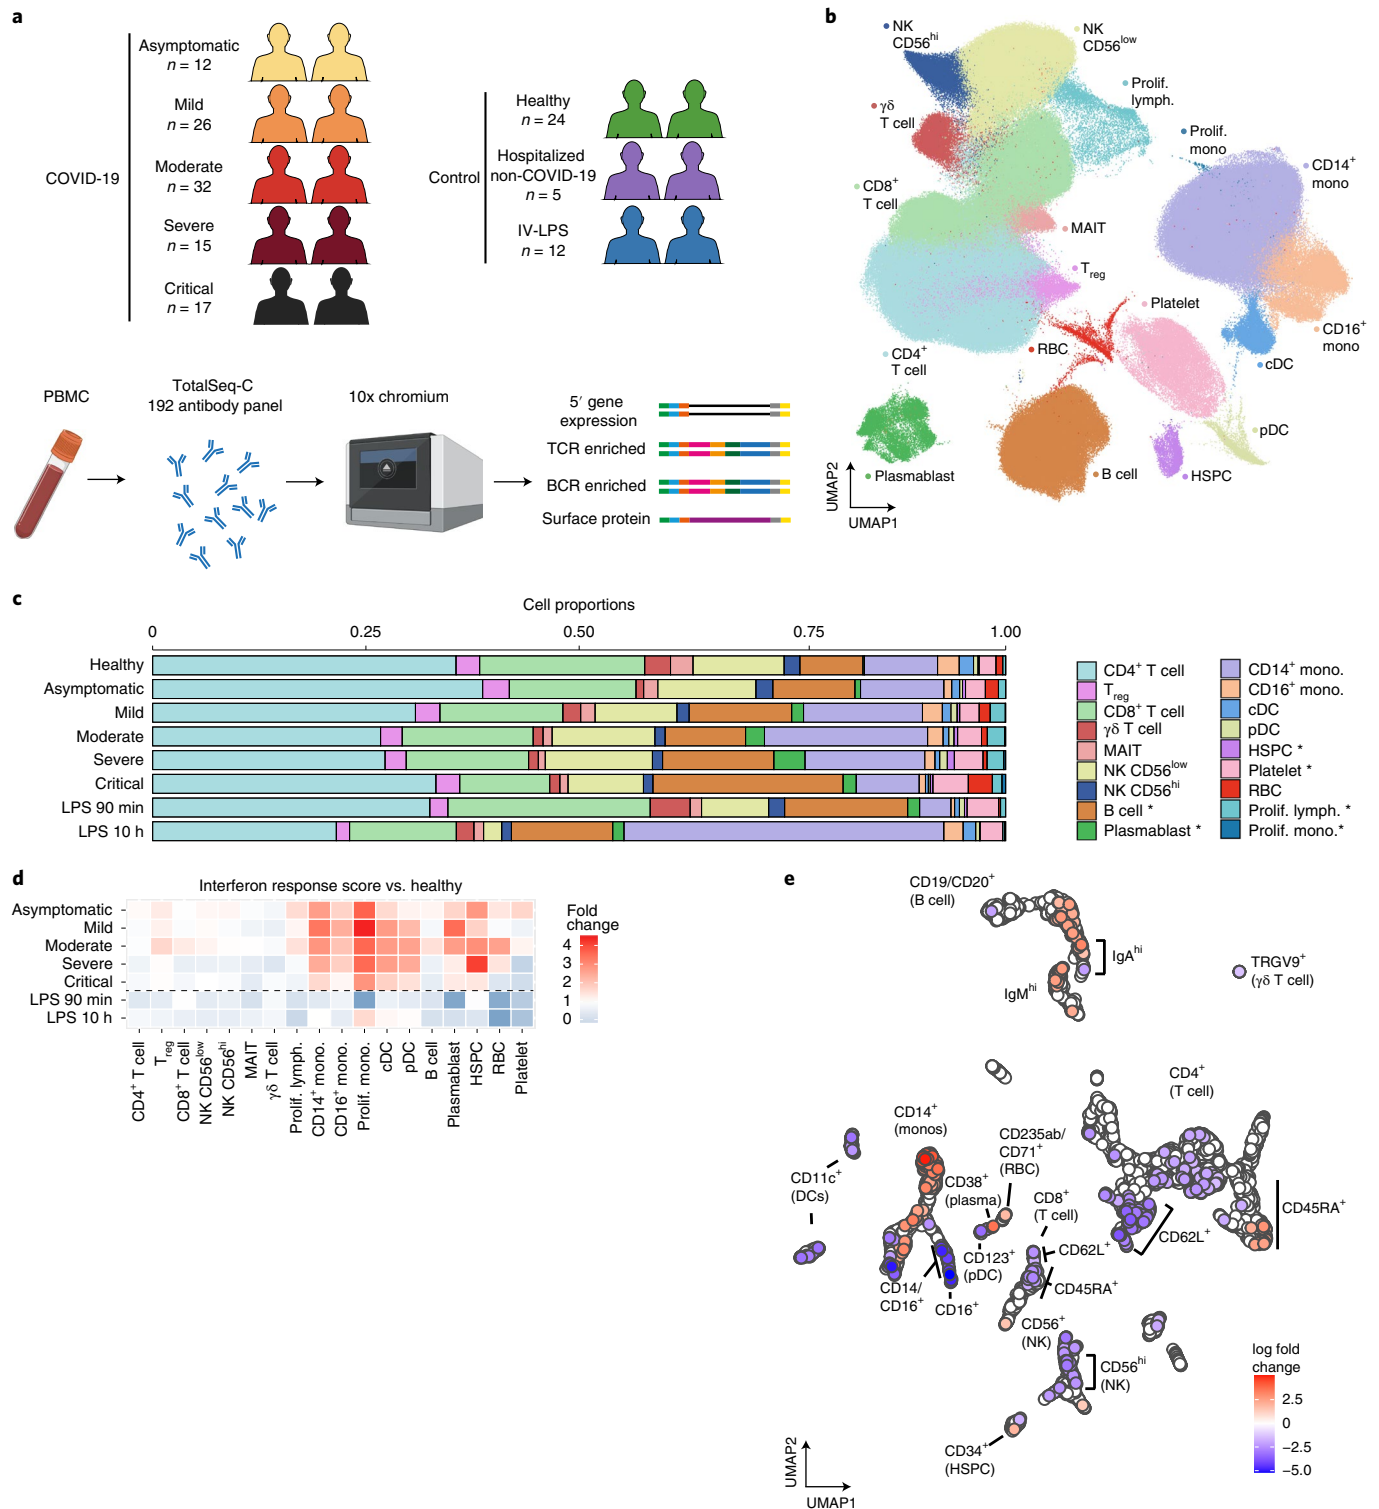 a
COVID-19
Asymptomatic
n = 12
Mild
n = 26
Moderate
n = 32
Severe
n = 15
Critical
n = 17
Control
Healthy
n = 24
Hospitalized
non-COVID-19
n = 5
IV-LPS
n = 12
PBMC
TotalSeq-C
192 antibody panel
10x chromium
5′ gene
expression
TCR enriched
BCR enriched
Surface protein
b
NK
CD56hi
NK
CD56low
Prolif.
lymph.
γδ
T cell
Prolif.
mono
CD14+
mono
CD8+
T cell
MAIT
Treg
Platelet
CD16+
mono
RBC
cDC
CD4+
T cell
pDC
Plasmablast
B cell
HSPC
UMAP2
UMAP1
c
Cell proportions
0 0.25 0.50 0.75 1.00
Healthy
Asymptomatic
Mild
Moderate
Severe
Critical
LPS 90 min
LPS 10 h
CD4+ T cell
Treg
CD8+ T cell
γδ T cell
MAIT
NK CD56low
NK CD56hi
B cell *
Plasmablast *
CD14+ mono.
CD16+ mono.
cDC
pDC
HSPC *
Platelet *
RBC
Prolif. lymph. *
Prolif. mono.*
d
Interferon response score vs. healthy
Asymptomatic
Mild
Moderate
Severe
Critical
LPS 90 min
LPS 10 h
Fold
change
4
3
2
1
0
CD4+ T cell
Treg
CD8+ T cell
NK CD56low
NK CD56hi
MAIT
γδ T cell
Prolif. lymph.
CD14+ mono.
CD16+ mono.
Prolif. mono.
cDC
pDC
B cell
Plasmablast
HSPC
RBC
Platelet
e
CD19/CD20+
(B cell)
IgAhi
IgMhi
TRGV9+
(γδ T cell)
CD4+
(T cell)
CD14+
(monos)
CD235ab/
CD71+
(RBC)
CD11c+
(DCs)
CD38+
(plasma)
CD8+
(T cell)
CD45RA+
CD62L+
CD62L+
CD123+
(pDC)
CD14/
CD16+
CD16+
CD45RA+
CD56+
(NK)
CD56hi
(NK)
CD34+
(HSPC)
log fold
change
2.5
0
−2.5
−5.0
UMAP2
UMAP1